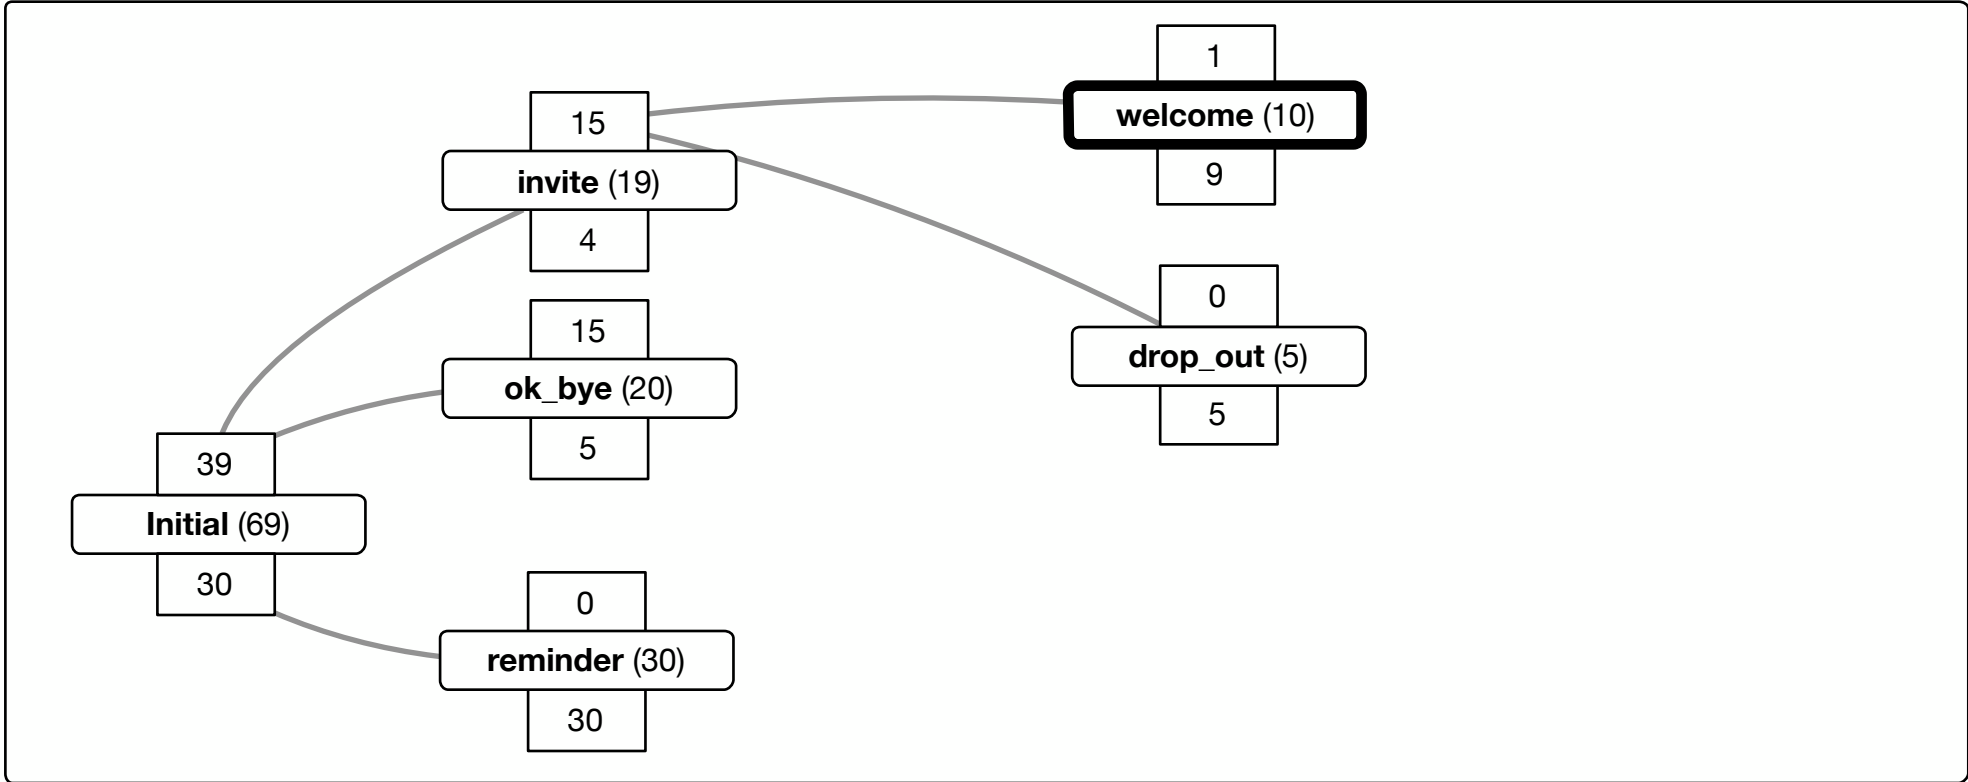 39
Initial (69)
30
15
invite (19)
4
15
ok_bye (20)
5
0
reminder (30)
30
1
welcome (10)
9
0
drop_out (5)
5